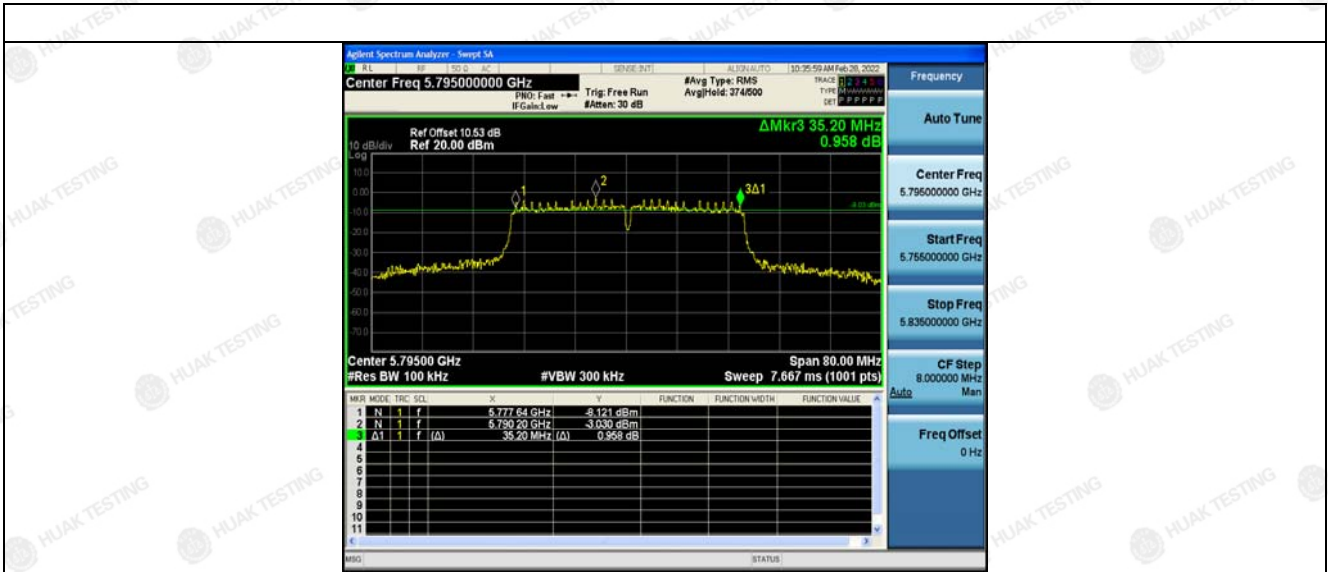 Agilent Spectrum Analyzer - Swept SA
RL RF 50 Ω AC SENSE:INT ALIGN AUTO 10:35:59 AM Feb 28, 2022
Center Freq 5.795000000 GHz
PNO: Fast
IFGain:Low
Trig: Free Run
#Atten: 30 dB
#Avg Type: RMS
Avg|Hold: 374/500
TRACE 1 2 3 4 5 6
TYPE
DET P P P P P P
ΔMkr3 35.20 MHz
0.958 dB
Ref Offset 10.53 dB
10 dB/div Ref 20.00 dBm
Log
10.0
0.00
-10.0
-20.0
-30.0
-40.0
-50.0
-60.0
-70.0
1
2
3Δ1
-9.03 dBm
Center 5.79500 GHz Span 80.00 MHz
#Res BW 100 kHz #VBW 300 kHz Sweep 7.667 ms (1001 pts)
MKR MODE TRC SCL X Y FUNCTION FUNCTION WIDTH FUNCTION VALUE
1 N 1 f 5.777 64 GHz -8.121 dBm
2 N 1 f 5.790 20 GHz -3.030 dBm
3 Δ1 1 f (Δ) 35.20 MHz (Δ) 0.958 dB
4
5
6
7
8
9
10
11
MSG STATUS
Frequency
Auto Tune
Center Freq
5.795000000 GHz
Start Freq
5.755000000 GHz
Stop Freq
5.835000000 GHz
CF Step
8.000000 MHz
Auto Man
Freq Offset
0 Hz
HUAK TESTING